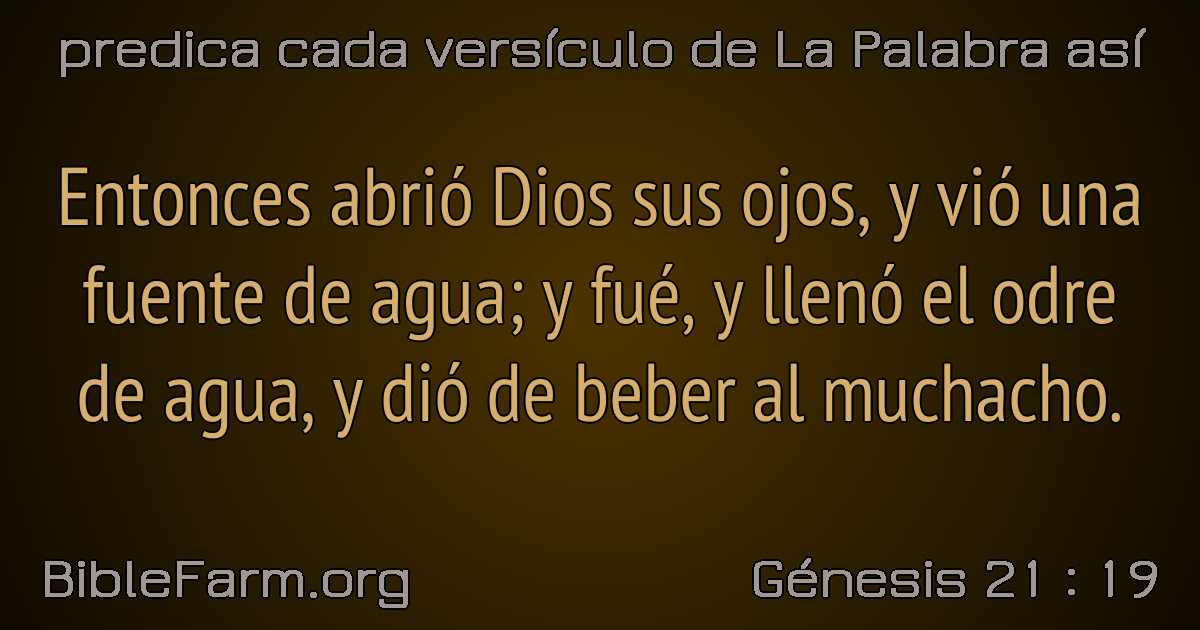 predica cada versículo de La Palabra así
Entonces abrió Dios sus ojos, y vió una
fuente de agua; y fué, y llenó el odre
de agua, y dió de beber al muchacho.
BibleFarm.org
Génesis 21 : 19